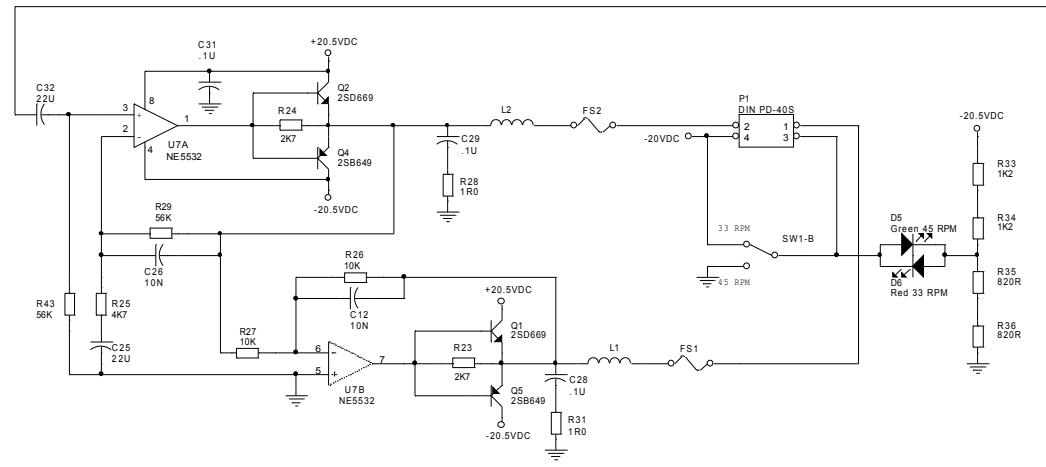 C32
22U
C31
.1U
+20.5VDC
Q2
2SD669
3
2
+
−
8
4
1
U7A
NE5532
R24
2K7
Q4
2SB649
-20.5VDC
C29
.1U
R28
1R0
L2
FS2
P1
DIN PD-40S
2
4
1
3
-20VDC
33 RPM
45 RPM
SW1-B
D5
Green 45 RPM
D6
Red 33 RPM
-20.5VDC
R33
1K2
R34
1K2
R35
820R
R36
820R
R29
56K
C26
10N
R43
56K
R25
4K7
C25
22U
R27
10K
R26
10K
C12
10N
6
5
−
+
7
U7B
NE5532
R23
2K7
+20.5VDC
Q1
2SD669
Q5
2SB649
-20.5VDC
C28
.1U
R31
1R0
L1
FS1